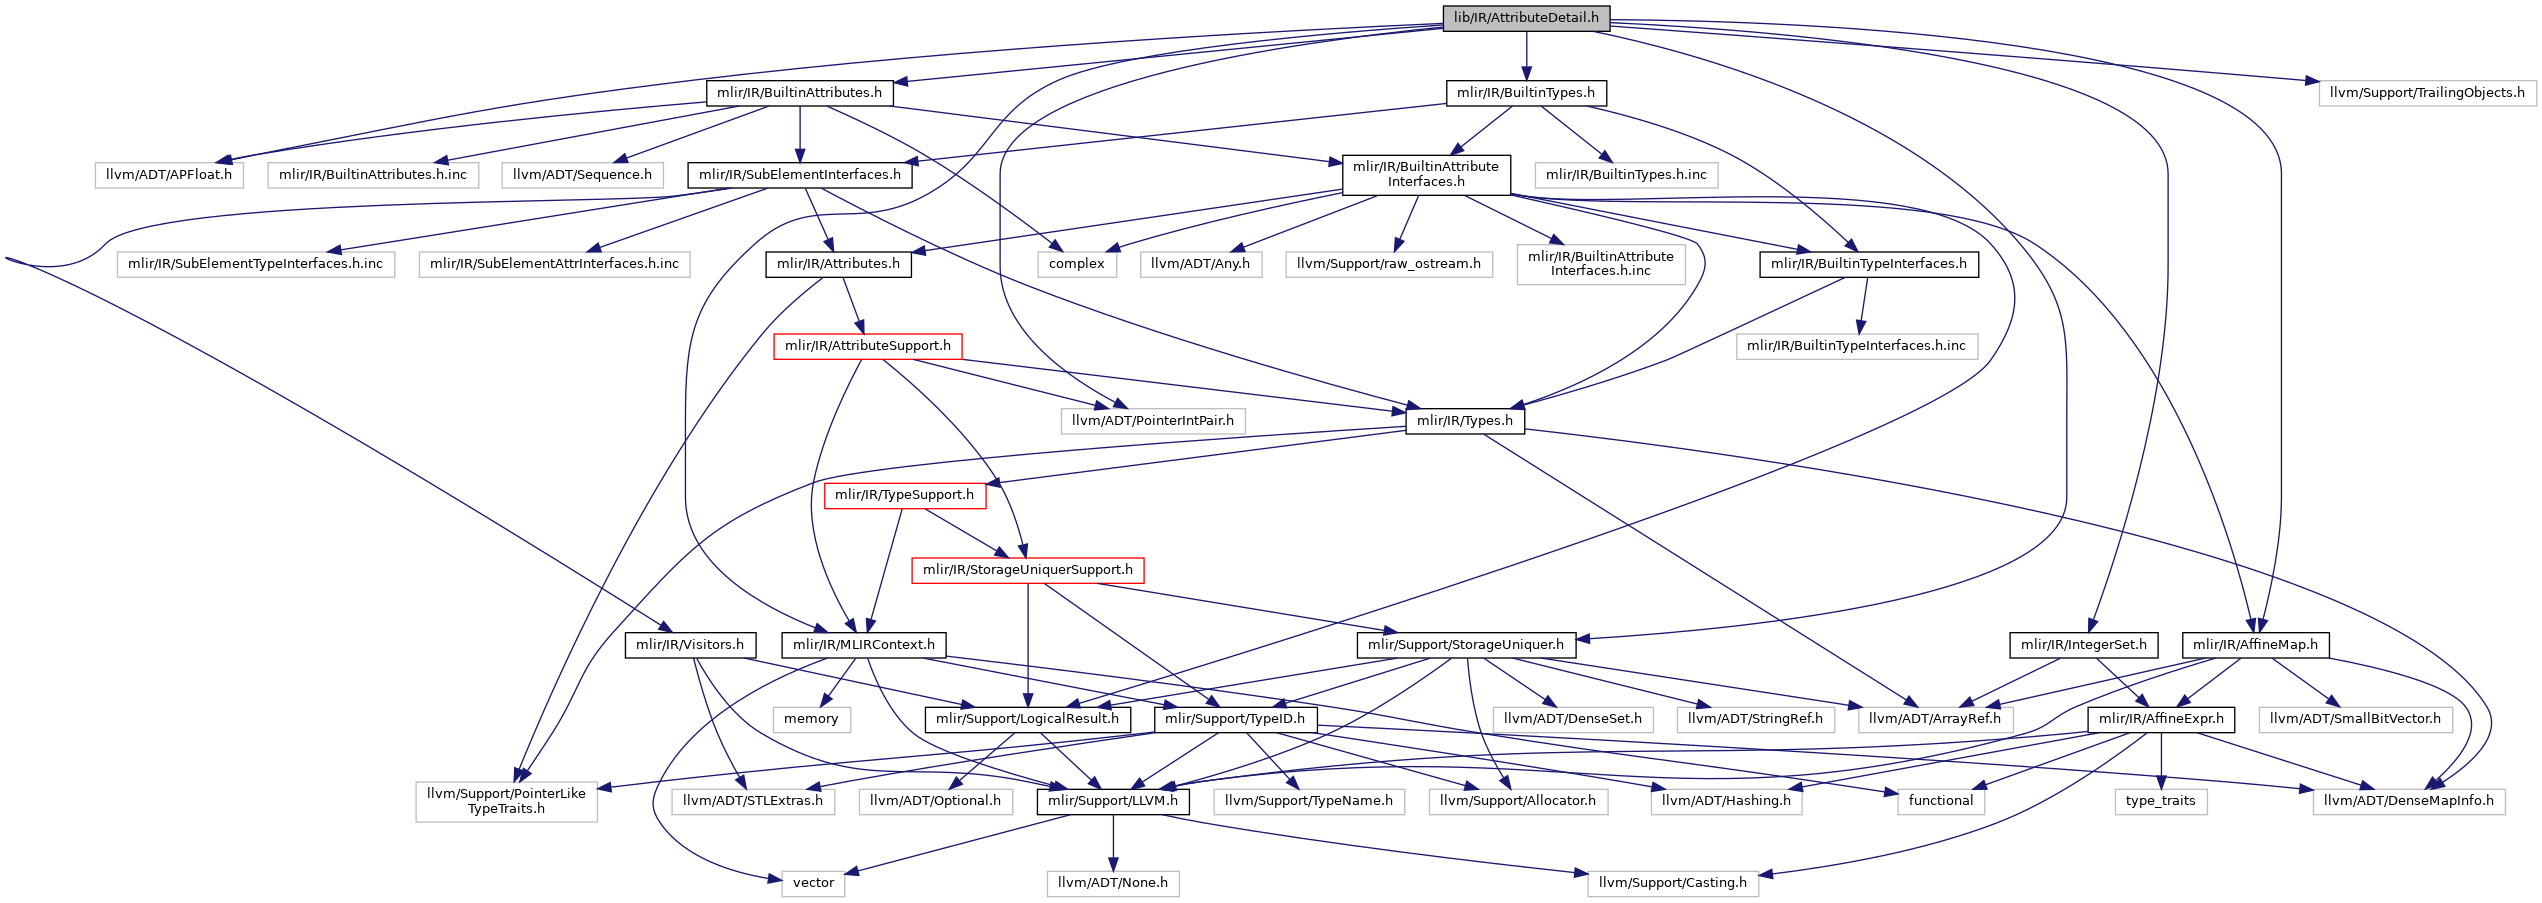 lib/IR/AttributeDetail.h
mlir/IR/BuiltinAttributes.h
mlir/IR/BuiltinTypes.h
llvm/Support/TrailingObjects.h
llvm/ADT/APFloat.h
mlir/IR/BuiltinAttributes.h.inc
llvm/ADT/Sequence.h
mlir/IR/SubElementInterfaces.h
mlir/IR/BuiltinAttribute
Interfaces.h
mlir/IR/BuiltinTypes.h.inc
mlir/IR/SubElementTypeInterfaces.h.inc
mlir/IR/SubElementAttrInterfaces.h.inc
mlir/IR/Attributes.h
complex
llvm/ADT/Any.h
llvm/Support/raw_ostream.h
mlir/IR/BuiltinAttribute
Interfaces.h.inc
mlir/IR/BuiltinTypeInterfaces.h
mlir/IR/AttributeSupport.h
mlir/IR/BuiltinTypeInterfaces.h.inc
llvm/ADT/PointerIntPair.h
mlir/IR/Types.h
mlir/IR/TypeSupport.h
mlir/IR/StorageUniquerSupport.h
mlir/IR/Visitors.h
mlir/IR/MLIRContext.h
mlir/Support/StorageUniquer.h
mlir/IR/IntegerSet.h
mlir/IR/AffineMap.h
memory
mlir/Support/LogicalResult.h
mlir/Support/TypeID.h
llvm/ADT/DenseSet.h
llvm/ADT/StringRef.h
llvm/ADT/ArrayRef.h
mlir/IR/AffineExpr.h
llvm/ADT/SmallBitVector.h
llvm/Support/PointerLike
TypeTraits.h
llvm/ADT/STLExtras.h
llvm/ADT/Optional.h
mlir/Support/LLVM.h
llvm/Support/TypeName.h
llvm/Support/Allocator.h
llvm/ADT/Hashing.h
functional
type_traits
llvm/ADT/DenseMapInfo.h
vector
llvm/ADT/None.h
llvm/Support/Casting.h